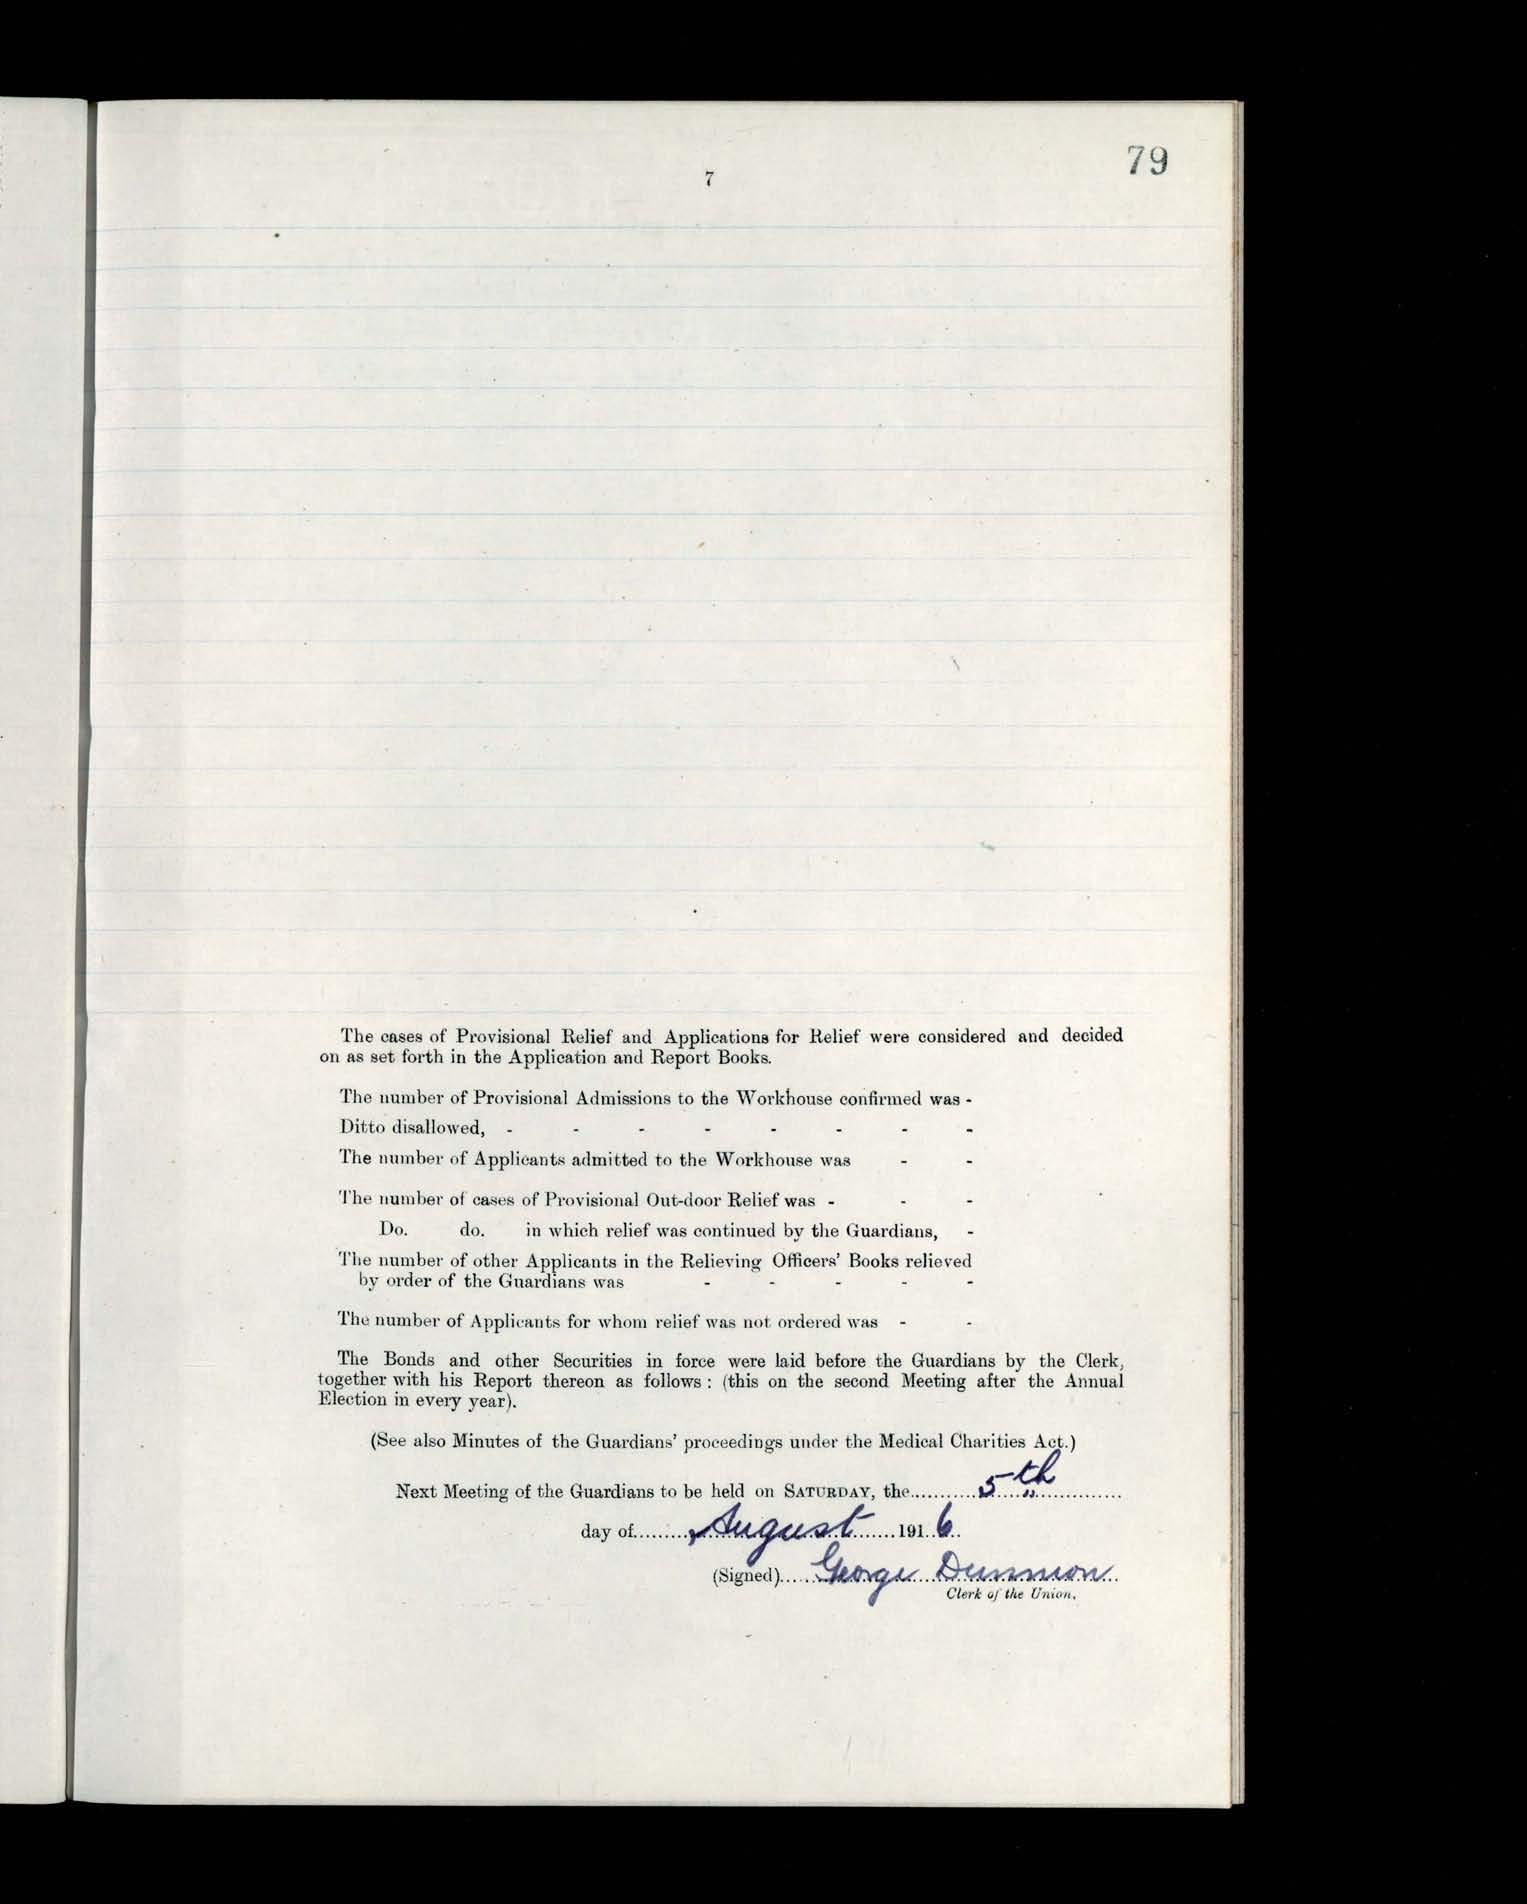 79
7
The cases of Provisional Relief and Applications for Relief were considered and decided
on as set forth in the Application and Report Books.
The number of Provisional Admissions to the Workhouse confirmed was -
Ditto disallowed, - - - - - - - -
The number of Applicants admitted to the Workhouse was - -
The number of cases of Provisional Out-door Relief was - - -
Do. do. in which relief was continued by the Guardians, -
The number of other Applicants in the Relieving Officers' Books relieved
by order of the Guardians was - - - - -
The number of Applicants for whom relief was not ordered was - -
The Bonds and other Securities in force were laid before the Guardians by the Clerk,
together with his Report thereon as follows : (this on the second Meeting after the Annual
Election in every year).
(See also Minutes of the Guardians' proceedings under the Medical Charities Act.)
Next Meeting of the Guardians to be held on SATURDAY, the 5th
day of August 1916
(Signed) George Dunnion
Clerk of the Union.